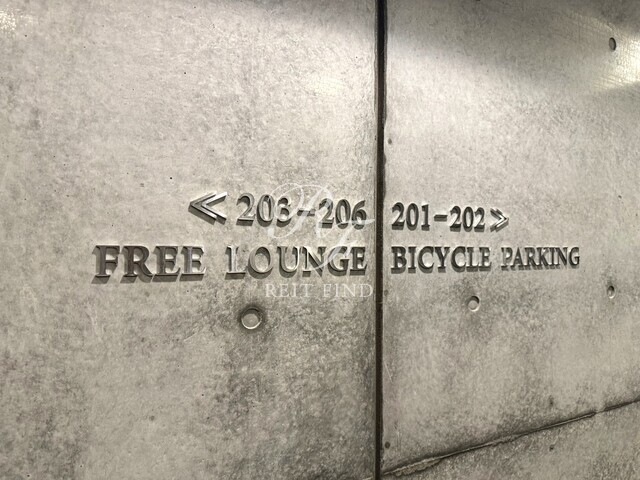 ≪ 203-206
FREE LOUNGE
201-202 ≫
BICYCLE PARKING
REIT FIND